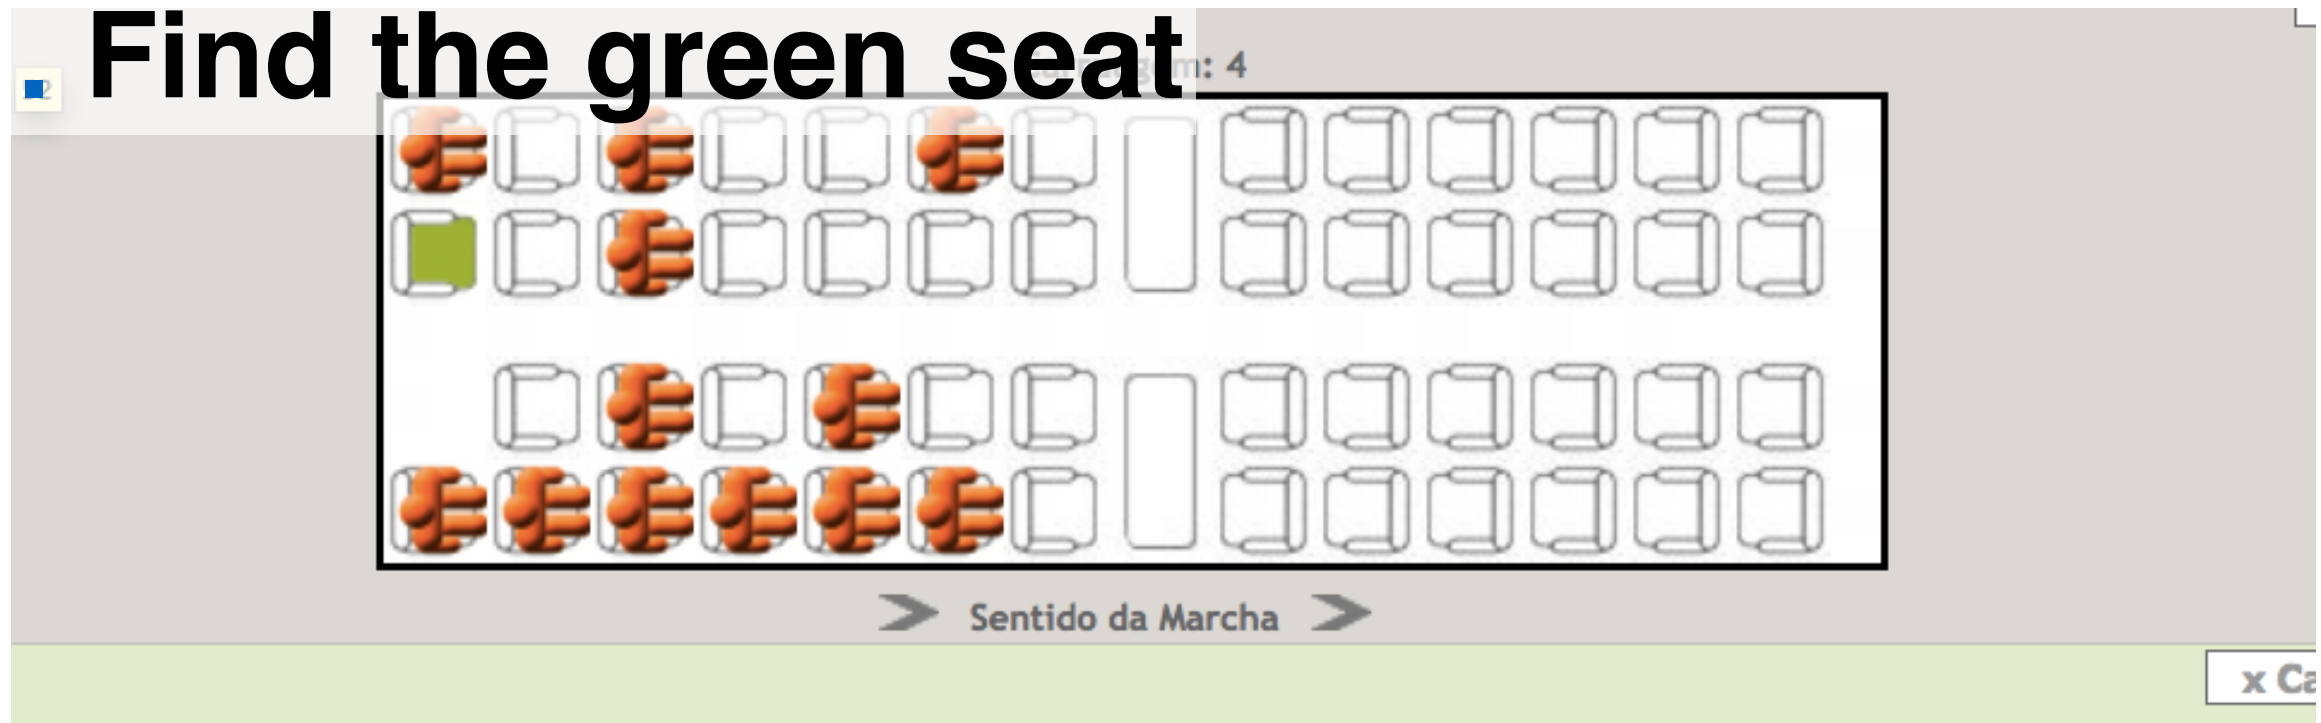 Find the green seat
: 4
Sentido da Marcha
x Ca